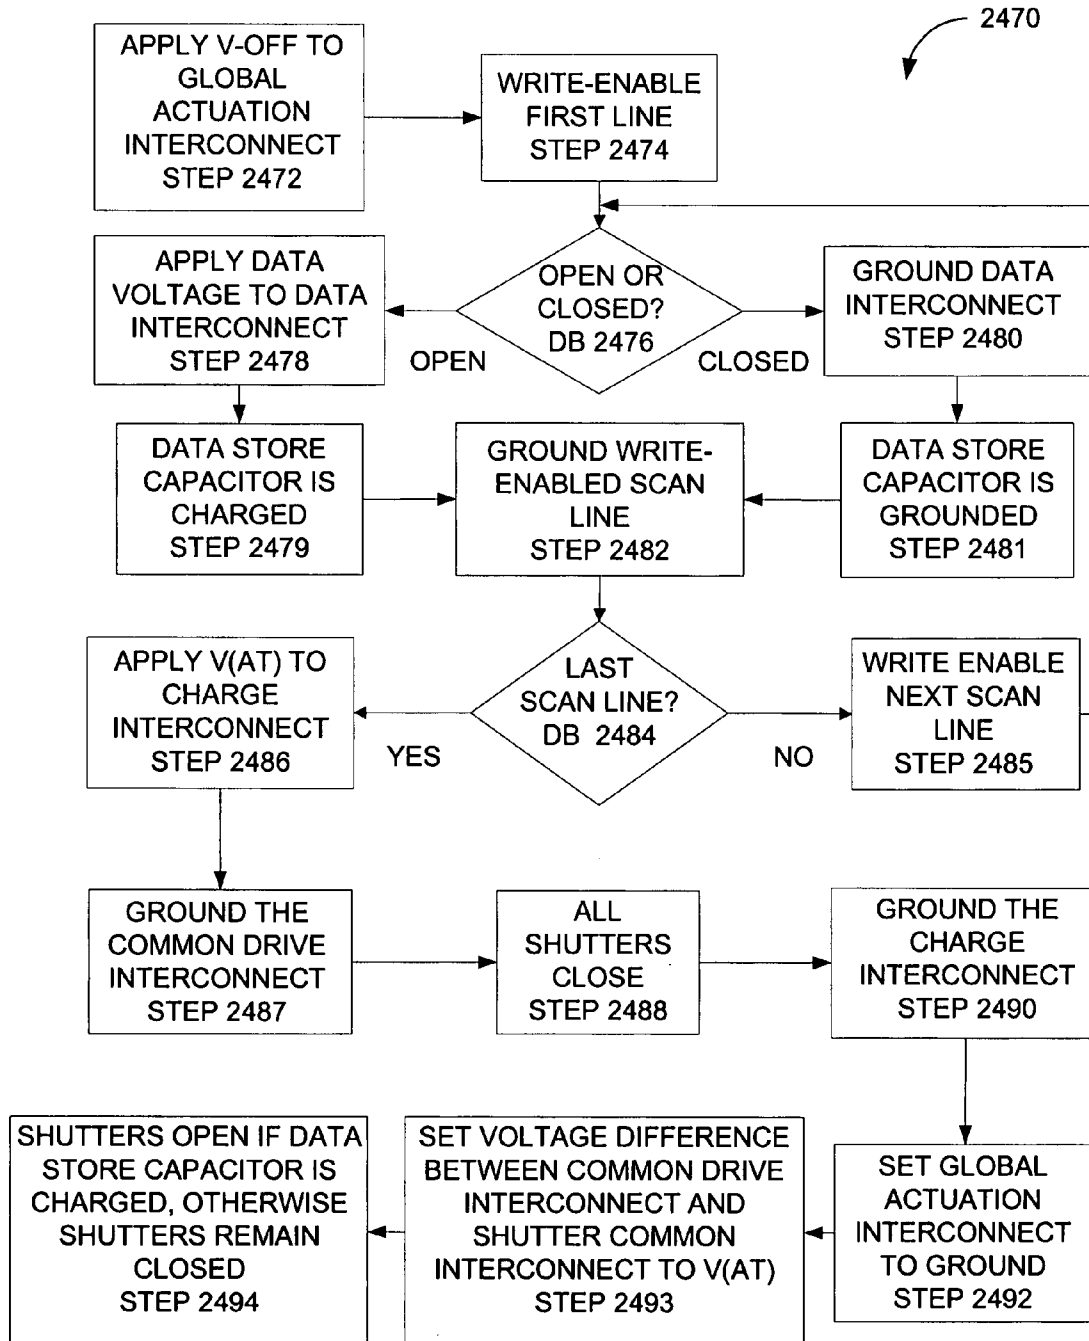 2470
APPLY V-OFF TO
GLOBAL
ACTUATION
INTERCONNECT
STEP 2472
WRITE-ENABLE
FIRST LINE
STEP 2474
OPEN OR
CLOSED?
DB 2476
APPLY DATA
VOLTAGE TO DATA
INTERCONNECT
STEP 2478
OPEN
CLOSED
GROUND DATA
INTERCONNECT
STEP 2480
DATA STORE
CAPACITOR IS
CHARGED
STEP 2479
GROUND WRITE-
ENABLED SCAN
LINE
STEP 2482
DATA STORE
CAPACITOR IS
GROUNDED
STEP 2481
APPLY V(AT) TO
CHARGE
INTERCONNECT
STEP 2486
YES
LAST
SCAN LINE?
DB 2484
NO
WRITE ENABLE
NEXT SCAN
LINE
STEP 2485
GROUND THE
COMMON DRIVE
INTERCONNECT
STEP 2487
ALL
SHUTTERS
CLOSE
STEP 2488
GROUND THE
CHARGE
INTERCONNECT
STEP 2490
SHUTTERS OPEN IF DATA
STORE CAPACITOR IS
CHARGED, OTHERWISE
SHUTTERS REMAIN
CLOSED
STEP 2494
SET VOLTAGE DIFFERENCE
BETWEEN COMMON DRIVE
INTERCONNECT AND
SHUTTER COMMON
INTERCONNECT TO V(AT)
STEP 2493
SET GLOBAL
ACTUATION
INTERCONNECT
TO GROUND
STEP 2492